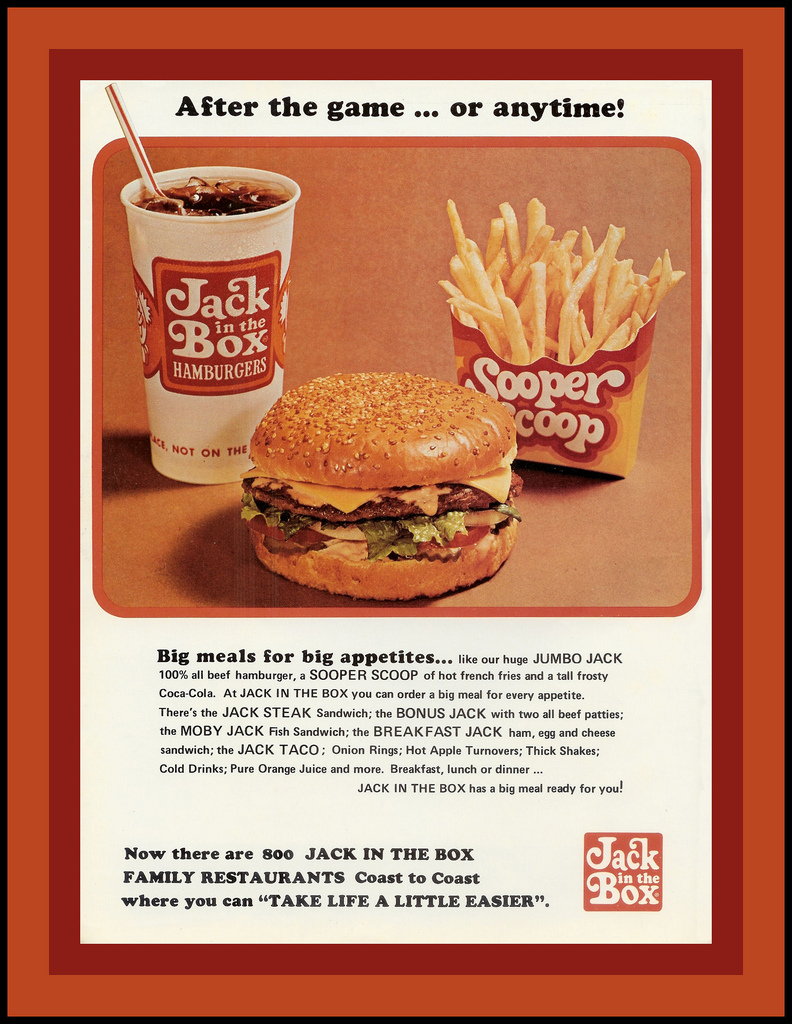 After the game ... or anytime!
Jack
in the
Box
HAMBURGERS
Sooper
Scoop
ACE, NOT ON THE
Big meals for big appetites... like our huge JUMBO JACK
100% all beef hamburger, a SOOPER SCOOP of hot french fries and a tall frosty
Coca-Cola. At JACK IN THE BOX you can order a big meal for every appetite.
There's the JACK STEAK Sandwich; the BONUS JACK with two all beef patties;
the MOBY JACK Fish Sandwich; the BREAKFAST JACK ham, egg and cheese
sandwich; the JACK TACO; Onion Rings; Hot Apple Turnovers; Thick Shakes;
Cold Drinks; Pure Orange Juice and more. Breakfast, lunch or dinner ...
JACK IN THE BOX has a big meal ready for you!
Now there are 800 JACK IN THE BOX
FAMILY RESTAURANTS Coast to Coast
where you can “TAKE LIFE A LITTLE EASIER”.
Jack
in the
Box